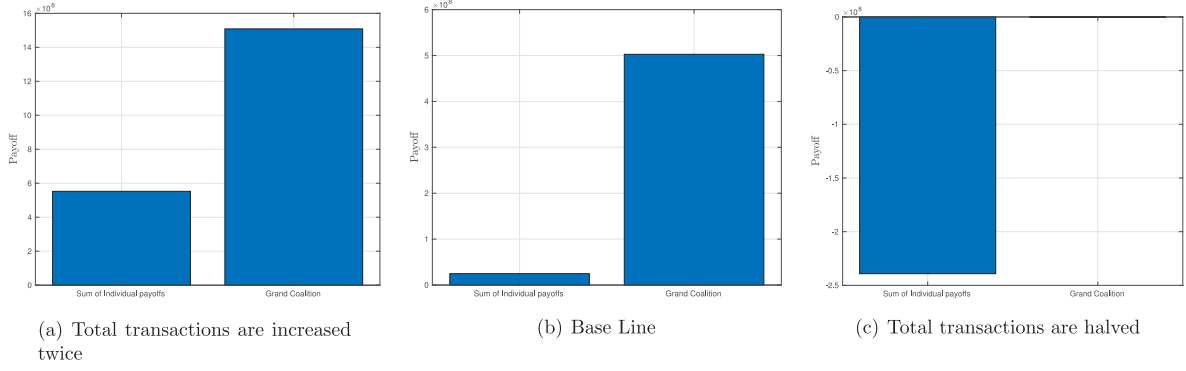 ×10⁸
16
14
12
10
8
6
4
2
0
Payoff
Sum of Individual payoffs
Grand Coalition
(a) Total transactions are increased
twice
×10⁸
6
5
4
3
2
1
0
Payoff
Sum of Individual payoffs
Grand Coalition
(b) Base Line
×10⁸
0
-0.5
-1
-1.5
-2
-2.5
Payoff
Sum of Individual payoffs
Grand Coalition
(c) Total transactions are halved